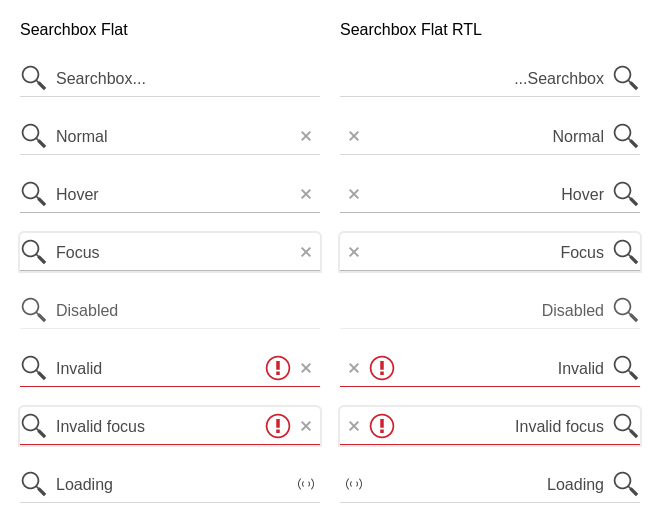 Searchbox Flat
Searchbox...
Normal
Hover
Focus
Disabled
Invalid
Invalid focus
Loading
Searchbox Flat RTL
...Searchbox
Normal
Hover
Focus
Disabled
Invalid
Invalid focus
Loading